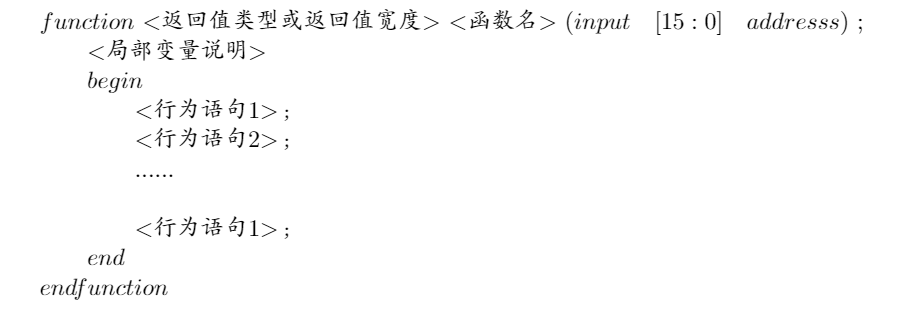 function <返回值类型或返回值宽度> <函数名> (input [15 : 0] addresss) ;
<局部变量说明>
begin
<行为语句1> ;
<行为语句2> ;
......
<行为语句1> ;
end
endfunction